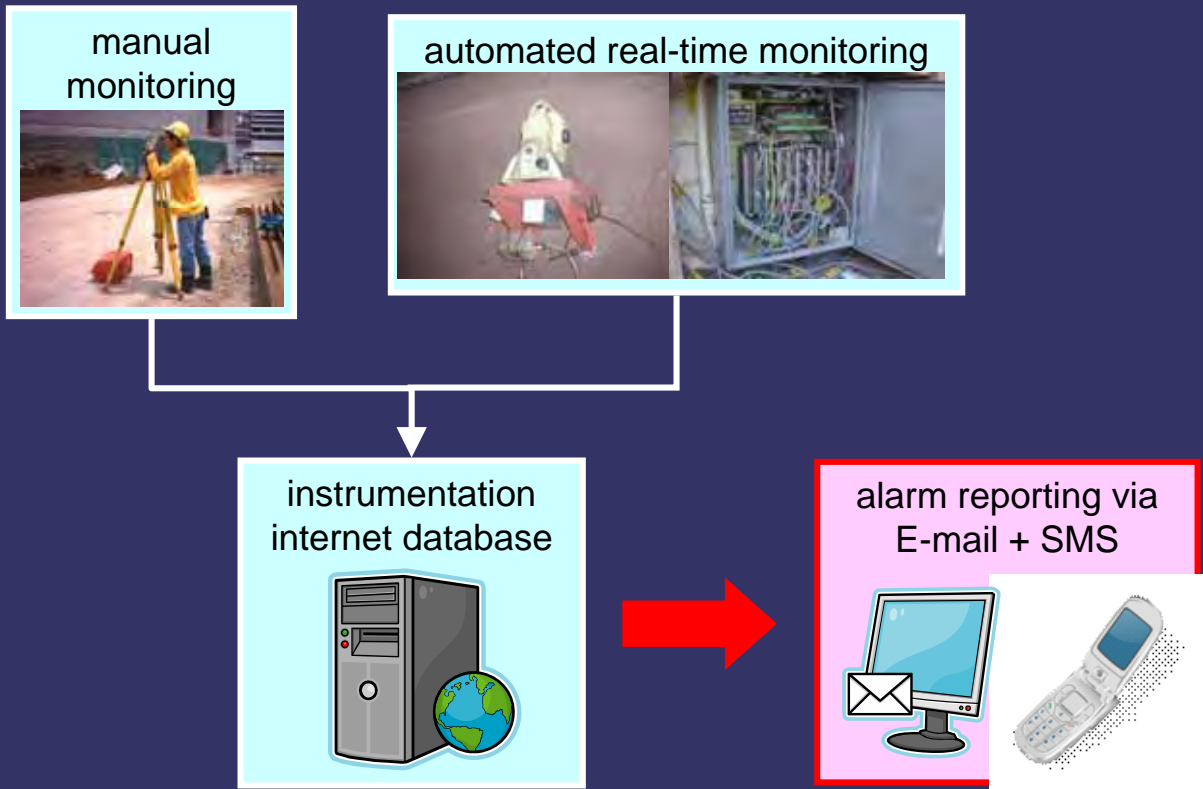 manual
monitoring
automated real-time monitoring
instrumentation
internet database
alarm reporting via
E-mail + SMS